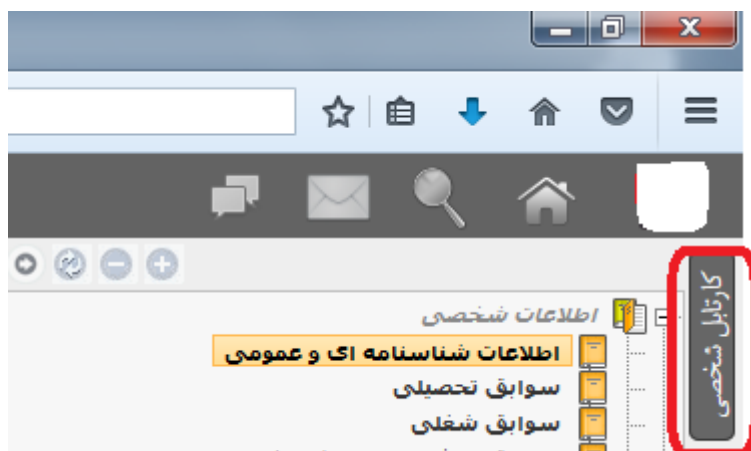 کارتابل شخصی
اطلاعات شخصی
اطلاعات شناسنامه ای و عمومی
سوابق تحصیلی
سوابق شغلی